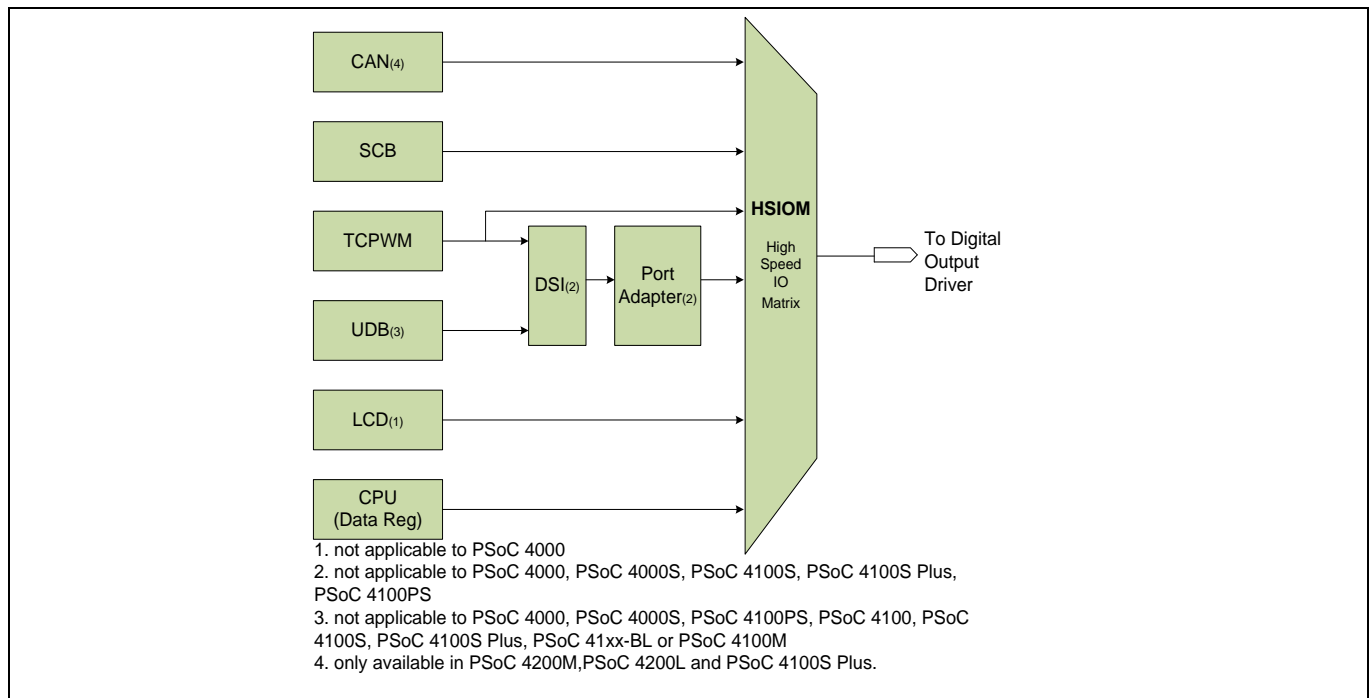 CAN(4)
SCB
TCPWM
UDB(3)
LCD(1)
CPU
(Data Reg)
DSI(2)
Port
Adapter(2)
HSIOM
High
Speed
IO
Matrix
To Digital
Output
Driver
1. not applicable to PSoC 4000
2. not applicable to PSoC 4000, PSoC 4000S, PSoC 4100S, PSoC 4100S Plus,
PSoC 4100PS
3. not applicable to PSoC 4000, PSoC 4000S, PSoC 4100PS, PSoC 4100, PSoC
4100S, PSoC 4100S Plus, PSoC 41xx-BL or PSoC 4100M
4. only available in PSoC 4200M,PSoC 4200L and PSoC 4100S Plus.